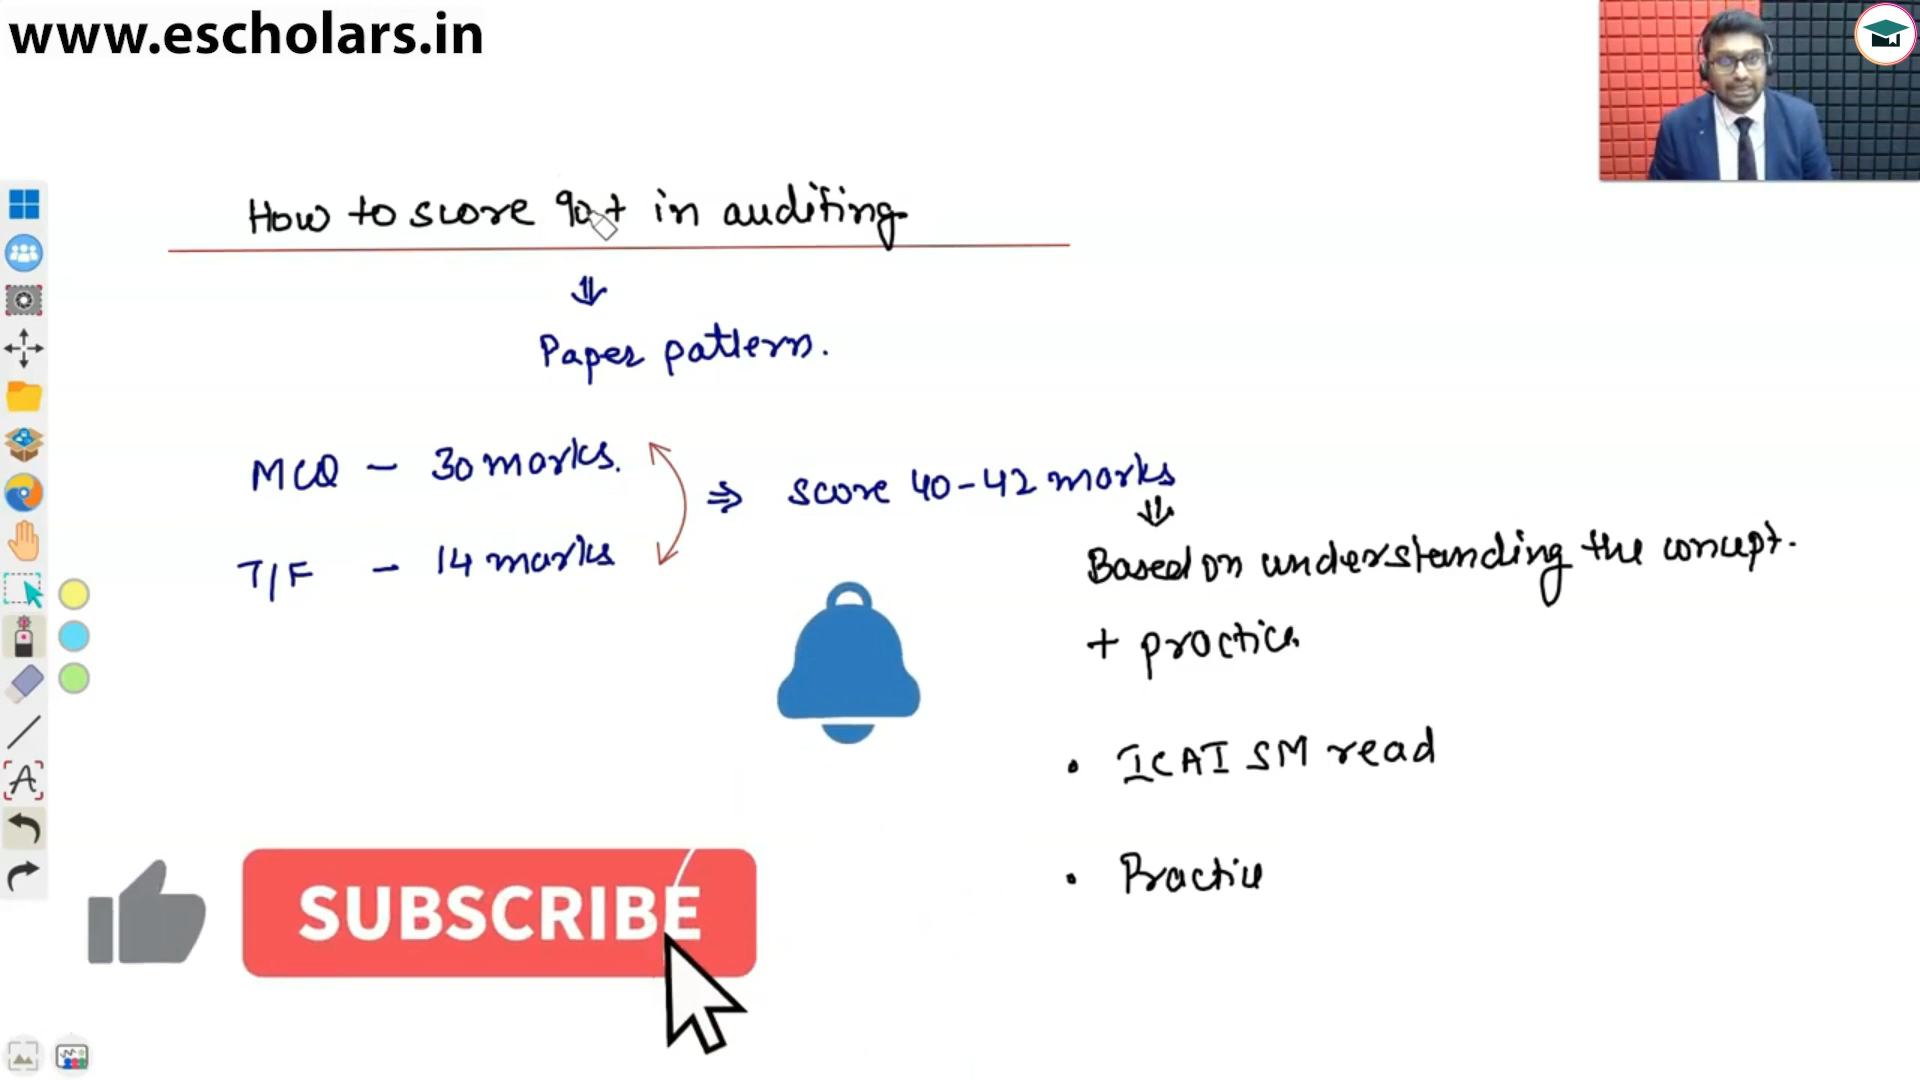 www.escholars.in
How to score 90+ in auditing
⇓
Paper pattern.
MCQ - 30 marks.
T/F - 14 marks
⇒ score 40-42 marks
⇓
Based on understanding the concept.
+ practice
• ICAI SM read
• Practice
SUBSCRIBE